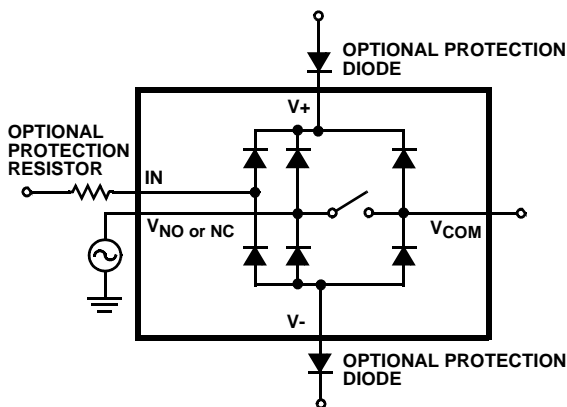 OPTIONAL PROTECTION
DIODE
V+
OPTIONAL
PROTECTION
RESISTOR
IN
VNO or NC
VCOM
V-
OPTIONAL PROTECTION
DIODE